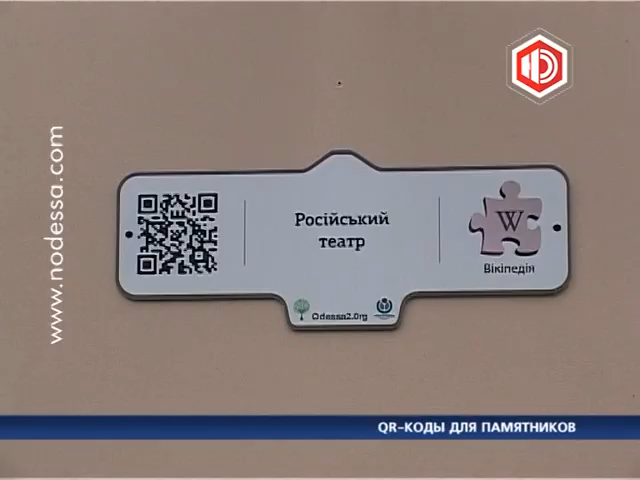 www.nodessa.com
Російський
театр
W
Вікіпедія
Odessa2.0rg
QR-КОДЫ ДЛЯ ПАМЯТНИКОВ